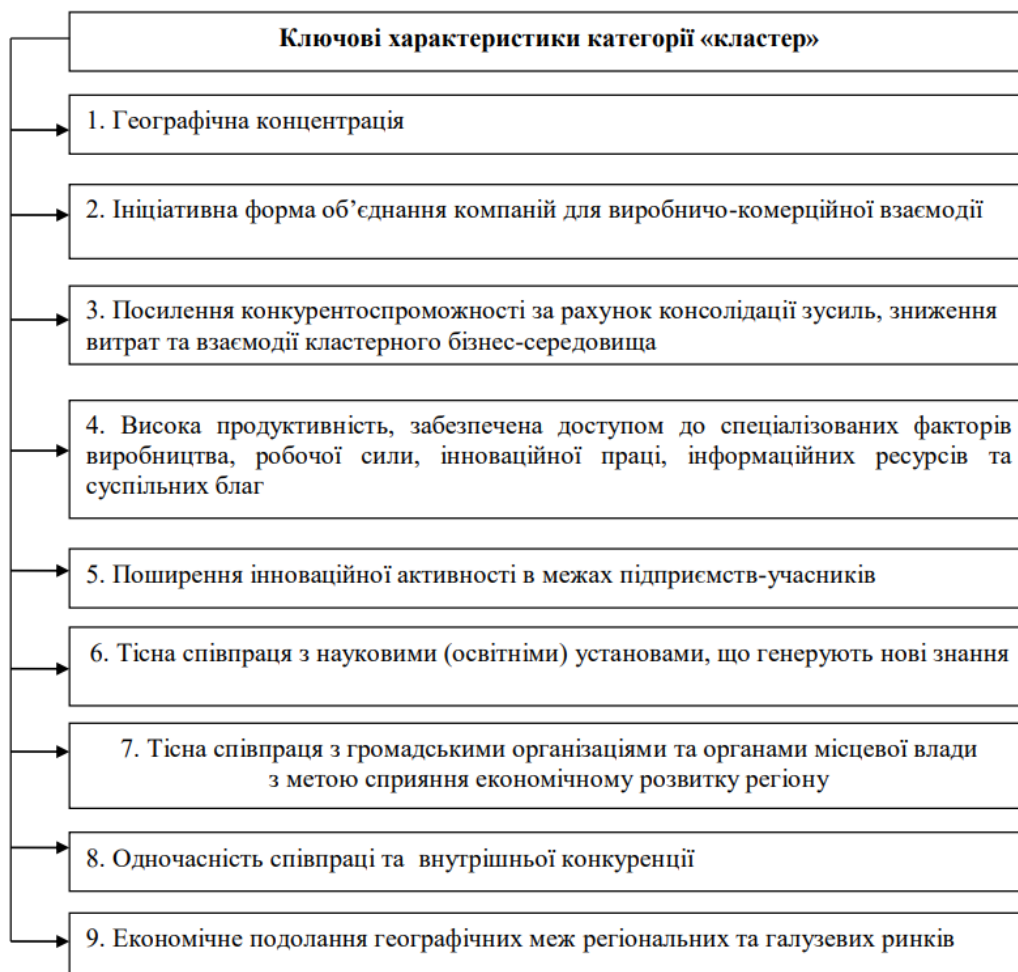 Ключові характеристики категорії «кластер»
1. Географічна концентрація
2. Ініціативна форма об’єднання компаній для виробничо-комерційної взаємодії
3. Посилення конкурентоспроможності за рахунок консолідації зусиль, зниження
витрат та взаємодії кластерного бізнес-середовища
4. Висока продуктивність, забезпечена доступом до спеціалізованих факторів
виробництва, робочої сили, інноваційної праці, інформаційних ресурсів та
суспільних благ
5. Поширення інноваційної активності в межах підприємств-учасників
6. Тісна співпраця з науковими (освітніми) установами, що генерують нові знання
7. Тісна співпраця з громадськими організаціями та органами місцевої влади
з метою сприяння економічному розвитку регіону
8. Одночасність співпраці та внутрішньої конкуренції
9. Економічне подолання географічних меж регіональних та галузевих ринків